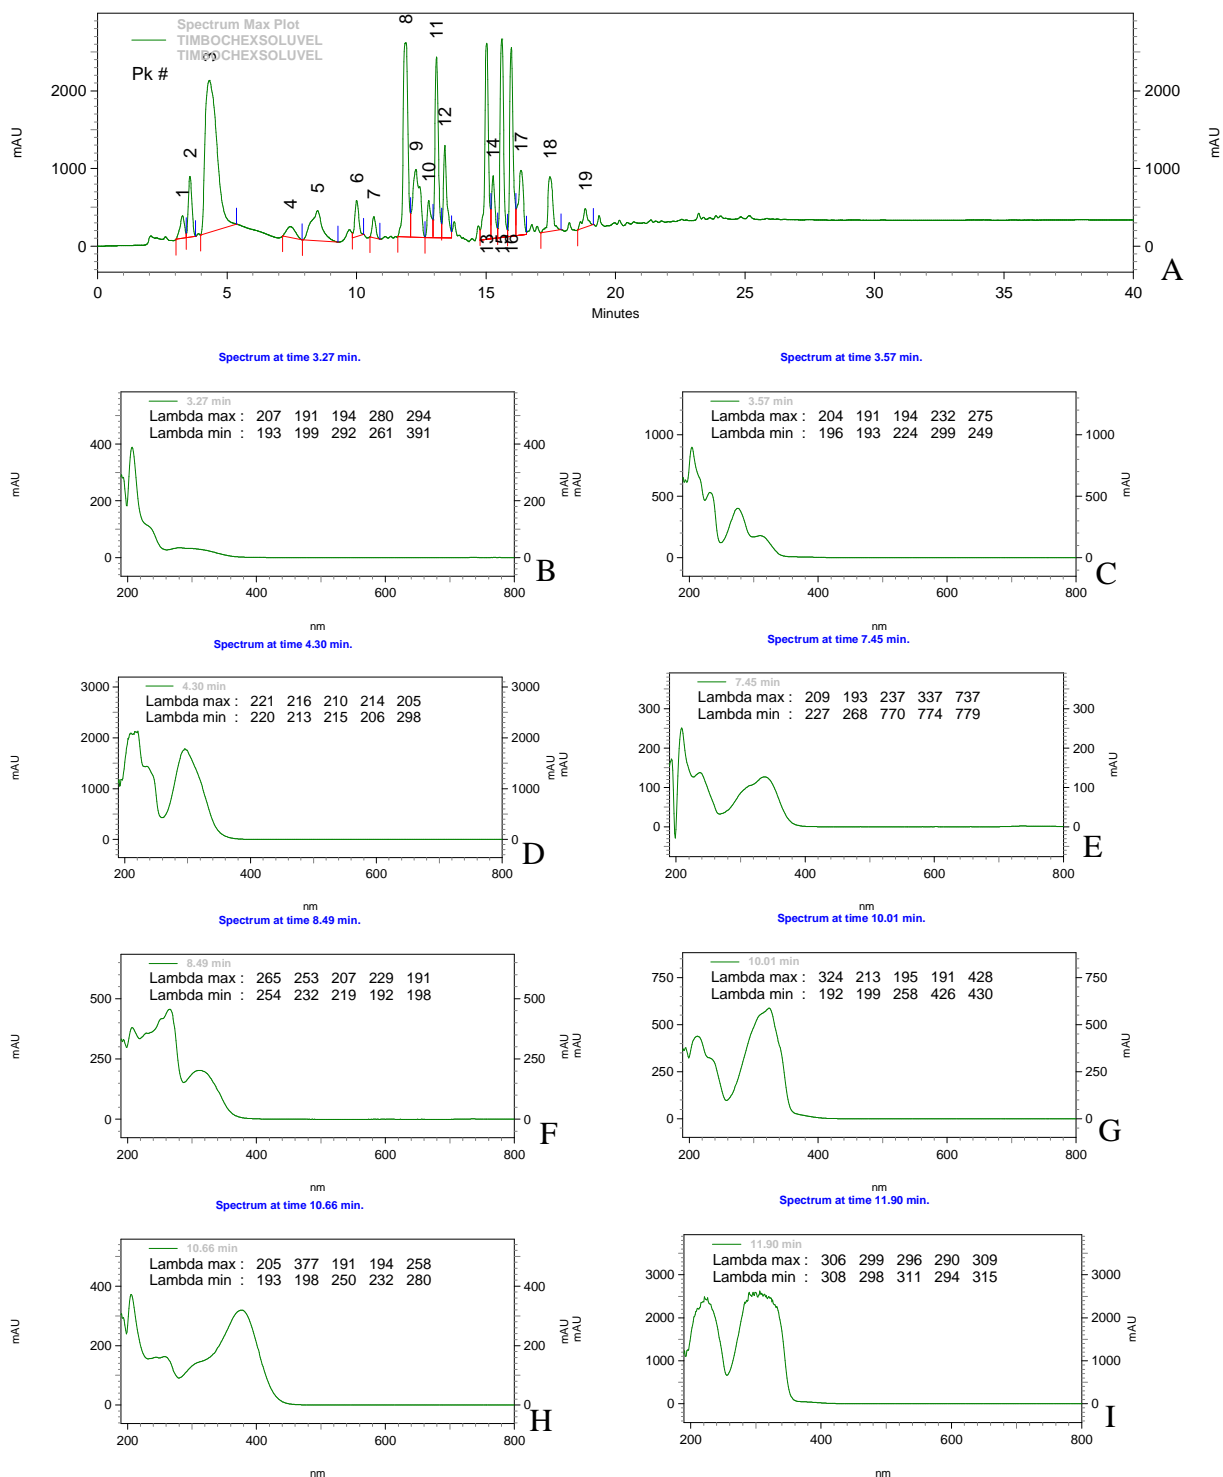 Spectrum Max Plot
TIMBOCHEXSOLUVEL
TIMBOCHEXSOLUVEL
Pk #
1 2 3 4 5 6 7 8 9 10 11 12 13 14 15 16 17 18 19
mAU
2000
1000
0
mAU
2000
1000
0
0 5 10 15 20 25 30 35 40
Minutes
A
Spectrum at time 3.27 min.
3.27 min
Lambda max : 207 191 194 280 294
Lambda min : 193 199 292 261 391
mAU
400
200
0
400
200
0
mAU
200 400 600 800
nm
B
Spectrum at time 3.57 min.
3.57 min
Lambda max : 204 191 194 232 275
Lambda min : 196 193 224 299 249
mAU
1000
500
0
1000
500
0
mAU
200 400 600 800
nm
C
Spectrum at time 4.30 min.
4.30 min
Lambda max : 221 216 210 214 205
Lambda min : 220 213 215 206 298
mAU
3000
2000
1000
0
3000
2000
1000
0
mAU
200 400 600 800
nm
D
Spectrum at time 7.45 min.
7.45 min
Lambda max : 209 193 237 337 737
Lambda min : 227 268 770 774 779
mAU
300
200
100
0
300
200
100
0
mAU
200 400 600 800
nm
E
Spectrum at time 8.49 min.
8.49 min
Lambda max : 265 253 207 229 191
Lambda min : 254 232 219 192 198
mAU
500
250
0
500
250
0
mAU
200 400 600 800
nm
F
Spectrum at time 10.01 min.
10.01 min
Lambda max : 324 213 195 191 428
Lambda min : 192 199 258 426 430
mAU
750
500
250
0
750
500
250
0
mAU
200 400 600 800
nm
G
Spectrum at time 10.66 min.
10.66 min
Lambda max : 205 377 191 194 258
Lambda min : 193 198 250 232 280
mAU
400
200
0
400
200
0
mAU
200 400 600 800
nm
H
Spectrum at time 11.90 min.
11.90 min
Lambda max : 306 299 296 290 309
Lambda min : 308 298 311 294 315
mAU
3000
2000
1000
0
3000
2000
1000
0
mAU
200 400 600 800
nm
I